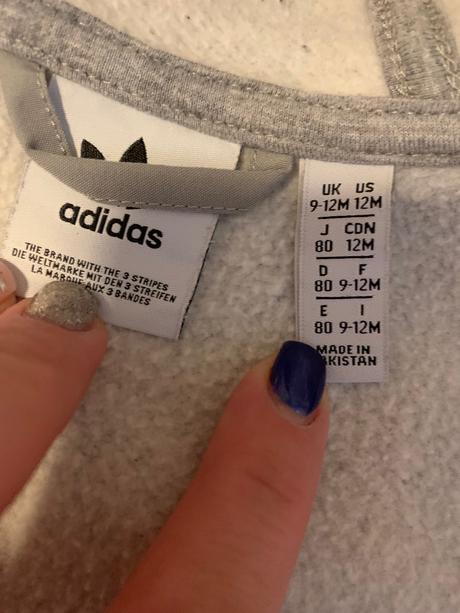 adidas
THE BRAND WITH THE 3 STRIPES
DIE WELTMARKE MIT DEN 3 STREIFEN
LA MARQUE AUX 3 BANDES
UK US
9-12M 12M
J CDN
80 12M
D F
80 9-12M
E I
80 9-12M
MADE IN
KISTAN